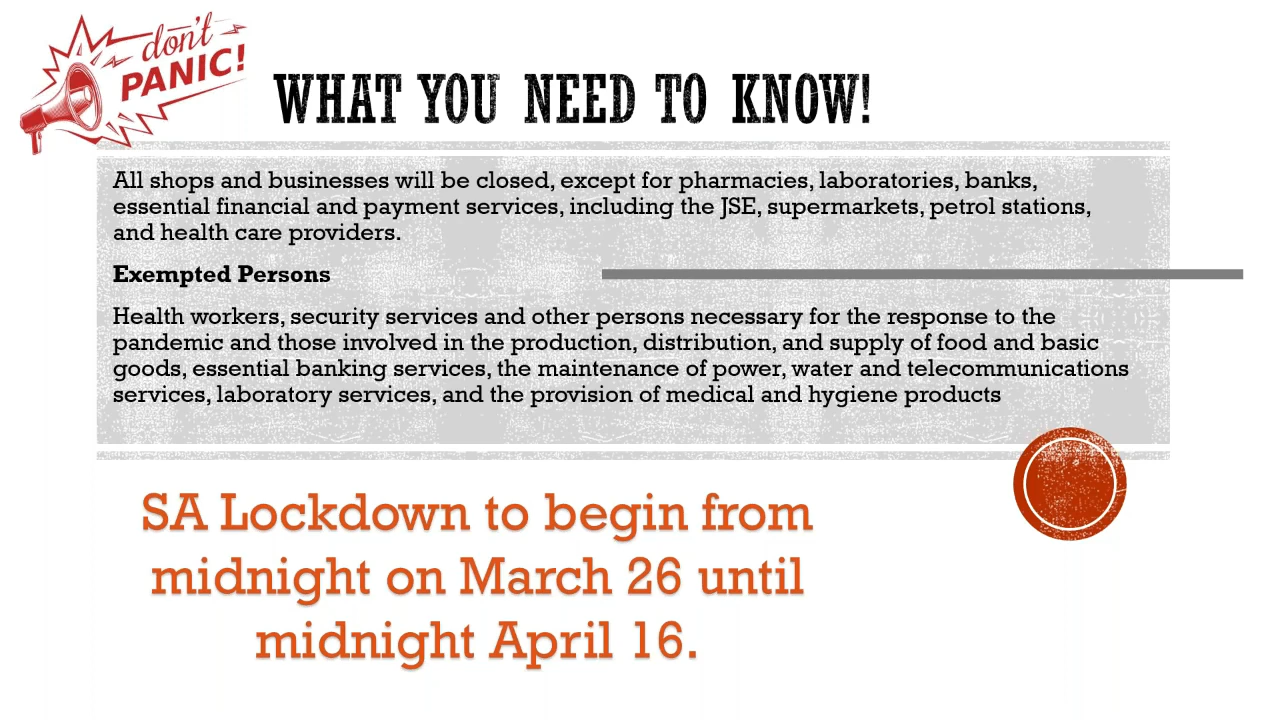 don't
PANIC!
WHAT YOU NEED TO KNOW!
All shops and businesses will be closed, except for pharmacies, laboratories, banks,
essential financial and payment services, including the JSE, supermarkets, petrol stations,
and health care providers.
Exempted Persons
Health workers, security services and other persons necessary for the response to the
pandemic and those involved in the production, distribution, and supply of food and basic
goods, essential banking services, the maintenance of power, water and telecommunications
services, laboratory services, and the provision of medical and hygiene products
SA Lockdown to begin from
midnight on March 26 until
midnight April 16.